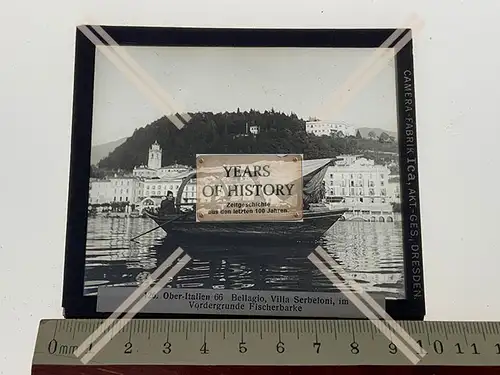 YEARS OF HISTORY
Zeitgeschichte
aus den letzten 100 Jahren.
CAMERA-FABRIK Ica, AKT-GES, DRESDEN.
Ober-Italien 66 Bellagio, Villa Serbeloni, im
Vordergrunde Fischerbarke
0mm 1 2 3 4 5 6 7 8 9 10 11 12